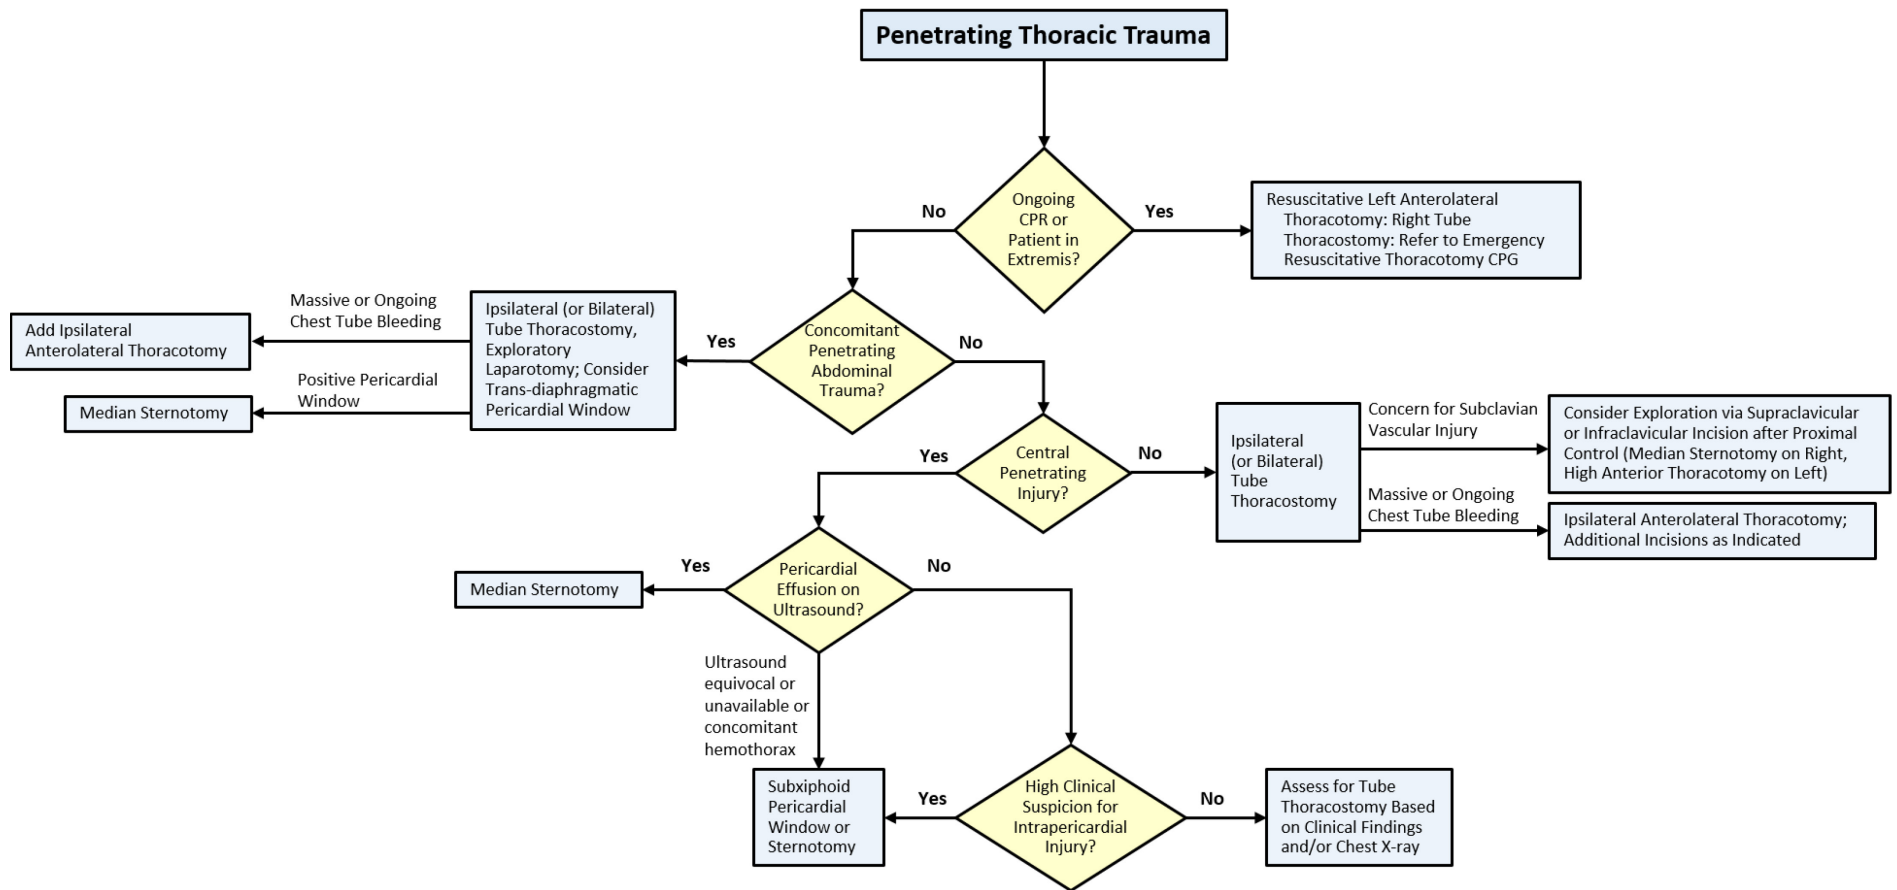 Penetrating Thoracic Trauma
Ongoing
CPR or
Patient in
Extremis?
No
Yes
Resuscitative Left Anterolateral
Thoracotomy: Right Tube
Thoracostomy: Refer to Emergency
Resuscitative Thoracotomy CPG
Concomitant
Penetrating
Abdominal
Trauma?
Yes
No
Ipsilateral (or Bilateral)
Tube Thoracostomy,
Exploratory
Laparotomy; Consider
Trans-diaphragmatic
Pericardial Window
Massive or Ongoing
Chest Tube Bleeding
Add Ipsilateral
Anterolateral Thoracotomy
Positive Pericardial
Window
Median Sternotomy
Central
Penetrating
Injury?
Yes
No
Ipsilateral
(or Bilateral)
Tube
Thoracostomy
Concern for Subclavian
Vascular Injury
Consider Exploration via Supraclavicular
or Infraclavicular Incision after Proximal
Control (Median Sternotomy on Right,
High Anterior Thoracotomy on Left)
Massive or Ongoing
Chest Tube Bleeding
Ipsilateral Anterolateral Thoracotomy;
Additional Incisions as Indicated
Pericardial
Effusion on
Ultrasound?
Yes
No
Median Sternotomy
Ultrasound
equivocal or
unavailable or
concomitant
hemothorax
Subxiphoid
Pericardial
Window or
Sternotomy
High Clinical
Suspicion for
Intrapericardial
Injury?
Yes
No
Assess for Tube
Thoracostomy Based
on Clinical Findings
and/or Chest X-ray